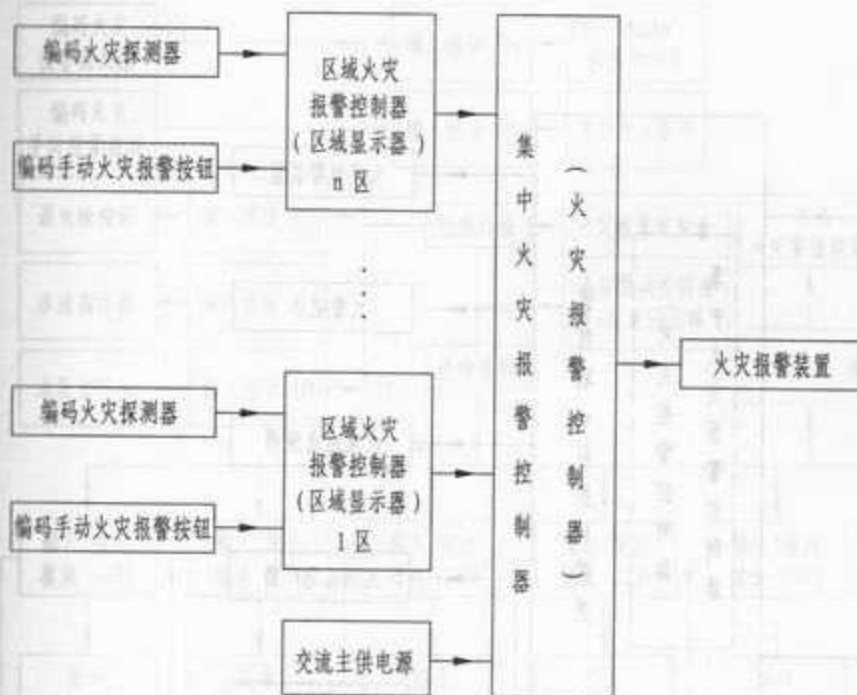 编码火灾探测器
编码手动火灾报警按钮
区域火灾
报警控制器
(区域显示器)
n 区
编码火灾探测器
编码手动火灾报警按钮
区域火灾
报警控制器
(区域显示器)
1 区
交流主供电源
集中火灾报警控制器
(火灾报警控制器)
火灾报警装置